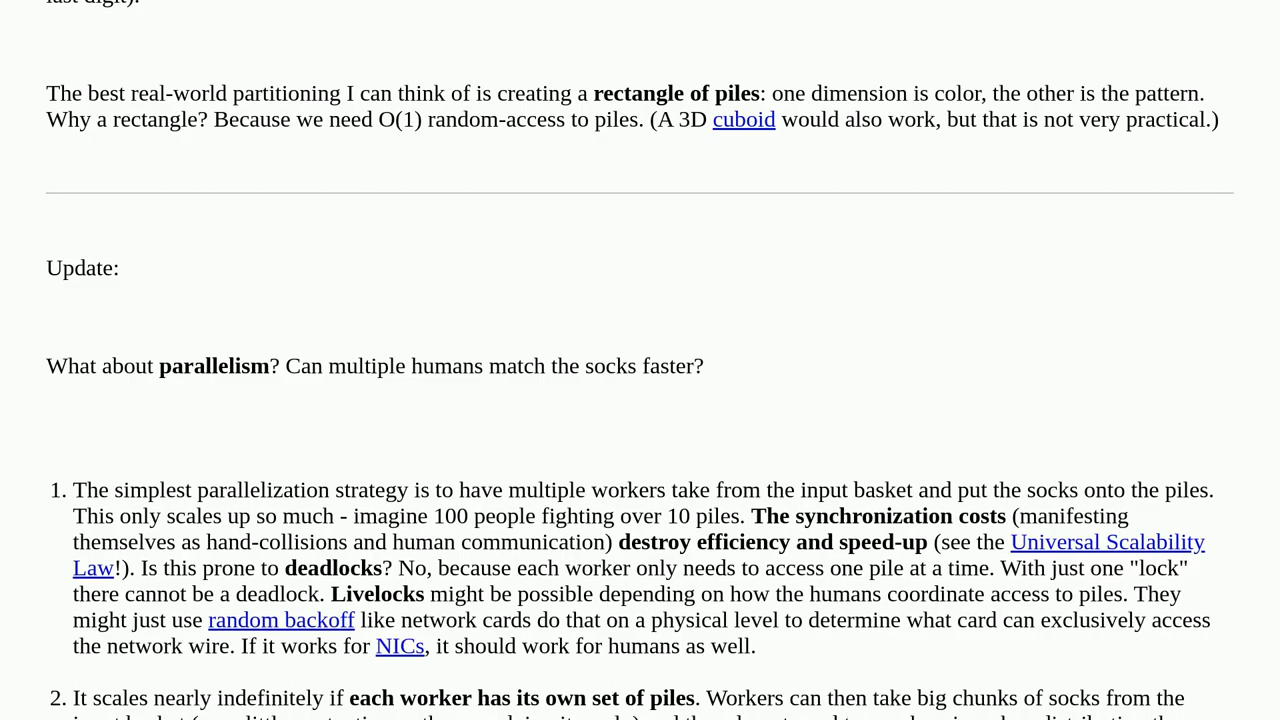 last digit).
The best real-world partitioning I can think of is creating a rectangle of piles: one dimension is color, the other is the pattern.
Why a rectangle? Because we need O(1) random-access to piles. (A 3D cuboid would also work, but that is not very practical.)
Update:
What about parallelism? Can multiple humans match the socks faster?
1. The simplest parallelization strategy is to have multiple workers take from the input basket and put the socks onto the piles.
This only scales up so much - imagine 100 people fighting over 10 piles. The synchronization costs (manifesting
themselves as hand-collisions and human communication) destroy efficiency and speed-up (see the Universal Scalability
Law!). Is this prone to deadlocks? No, because each worker only needs to access one pile at a time. With just one "lock"
there cannot be a deadlock. Livelocks might be possible depending on how the humans coordinate access to piles. They
might just use random backoff like network cards do that on a physical level to determine what card can exclusively access
the network wire. If it works for NICs, it should work for humans as well.
2. It scales nearly indefinitely if each worker has its own set of piles. Workers can then take big chunks of socks from the